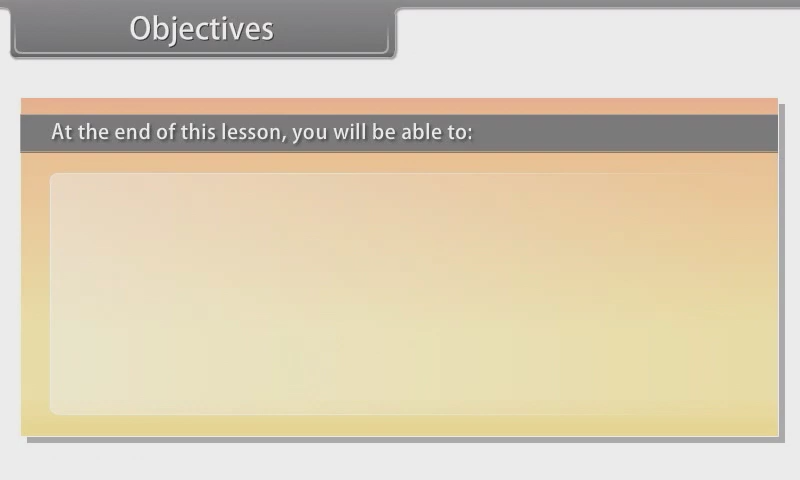 Objectives
At the end of this lesson, you will be able to: